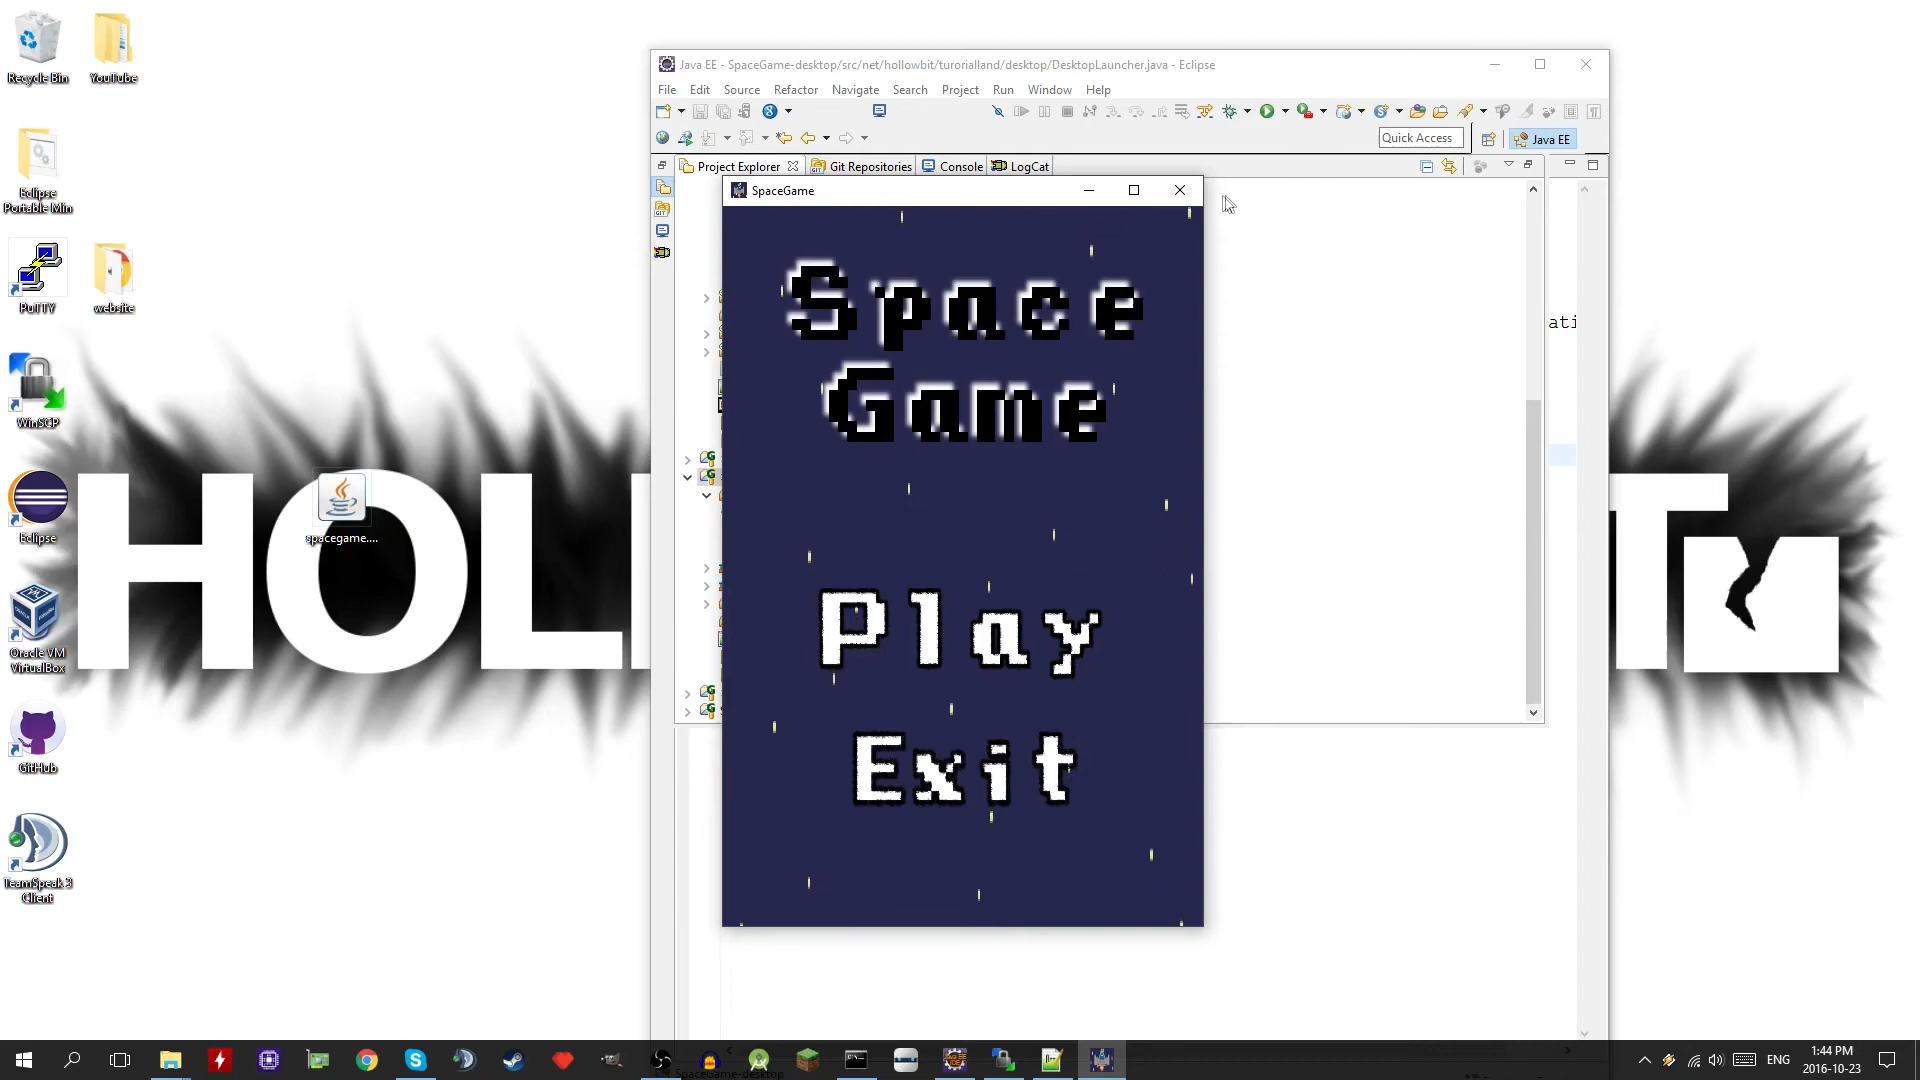 Recycle Bin
YouTube
Eclipse
Portable Min
PuTTY
website
WinSCP
Eclipse
spacegame....
Oracle VM
VirtualBox
GitHub
TeamSpeak 3
Client
HOLL
T
Java EE - SpaceGame-desktop/src/net/hollowbit/turorialland/desktop/DesktopLauncher.java - Eclipse
File Edit Source Refactor Navigate Search Project Run Window Help
Quick Access
Java EE
Project Explorer
Git Repositories
Console
LogCat
SpaceGame
ati
Space
Game
Play
Exit
SpaceGame-desktop
ENG
1:44 PM
2016-10-23